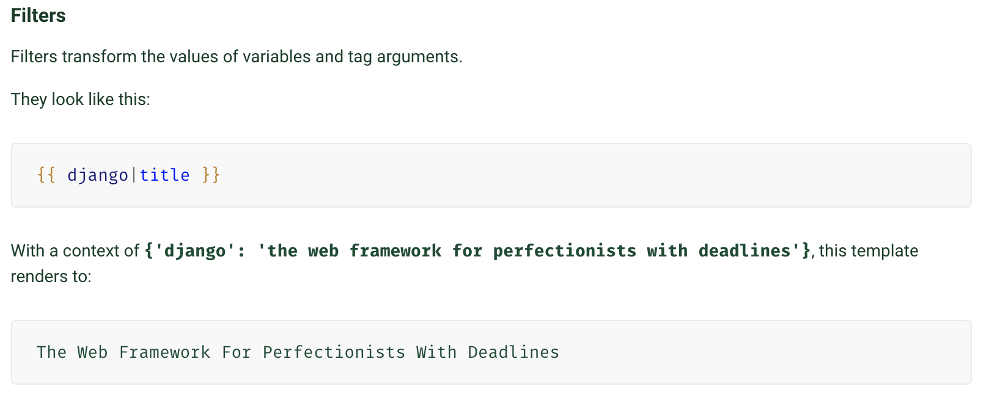 Filters
Filters transform the values of variables and tag arguments.
They look like this:
{{ django|title }}
With a context of {'django': 'the web framework for perfectionists with deadlines'}, this template
renders to:
The Web Framework For Perfectionists With Deadlines